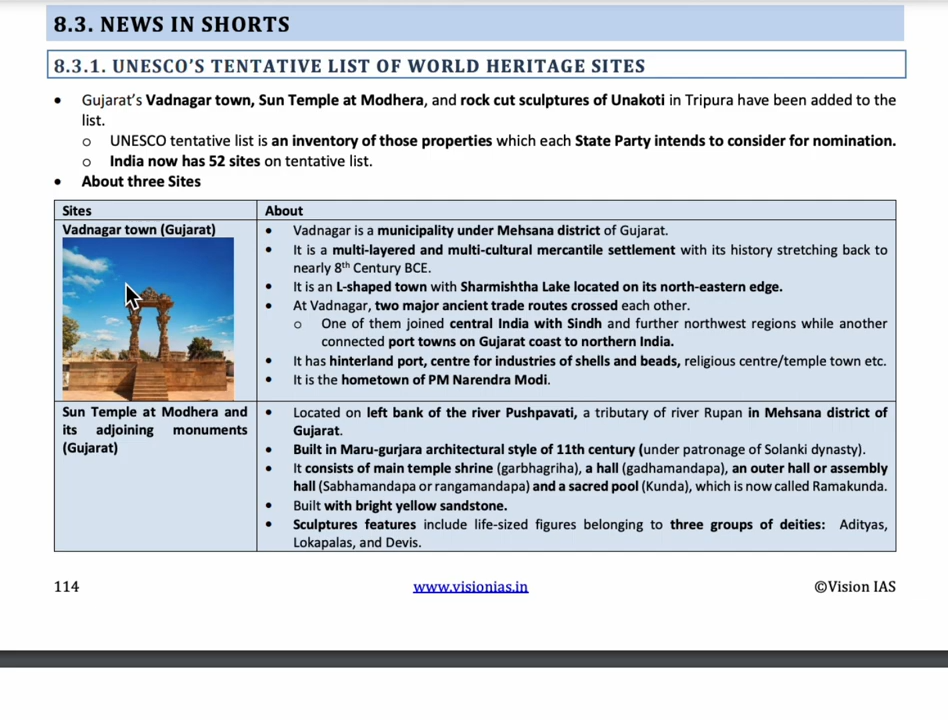 8.3. NEWS IN SHORTS
8.3.1. UNESCO'S TENTATIVE LIST OF WORLD HERITAGE SITES
• Gujarat's Vadnagar town, Sun Temple at Modhera, and rock cut sculptures of Unakoti in Tripura have been added to the
list.
o UNESCO tentative list is an inventory of those properties which each State Party intends to consider for nomination.
o India now has 52 sites on tentative list.
• About three Sites
Sites
About
Vadnagar town (Gujarat)
• Vadnagar is a municipality under Mehsana district of Gujarat.
• It is a multi-layered and multi-cultural mercantile settlement with its history stretching back to
nearly 8th Century BCE.
• It is an L-shaped town with Sharmishtha Lake located on its north-eastern edge.
• At Vadnagar, two major ancient trade routes crossed each other.
o One of them joined central India with Sindh and further northwest regions while another
connected port towns on Gujarat coast to northern India.
• It has hinterland port, centre for industries of shells and beads, religious centre/temple town etc.
• It is the hometown of PM Narendra Modi.
Sun Temple at Modhera and
its adjoining monuments
(Gujarat)
• Located on left bank of the river Pushpavati, a tributary of river Rupan in Mehsana district of
Gujarat.
• Built in Maru-gurjara architectural style of 11th century (under patronage of Solanki dynasty).
• It consists of main temple shrine (garbhagriha), a hall (gadhamandapa), an outer hall or assembly
hall (Sabhamandapa or rangamandapa) and a sacred pool (Kunda), which is now called Ramakunda.
• Built with bright yellow sandstone.
• Sculptures features include life-sized figures belonging to three groups of deities: Adityas,
Lokapalas, and Devis.
114
www.visionias.in
©Vision IAS